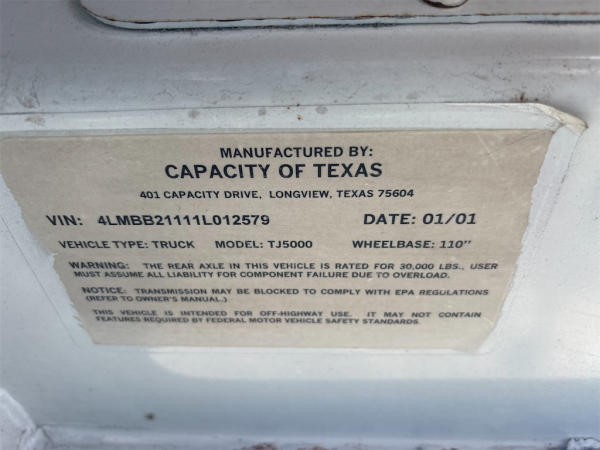 MANUFACTURED BY:
CAPACITY OF TEXAS
401 CAPACITY DRIVE, LONGVIEW, TEXAS 75604
VIN: 4LMBB21111L012579 DATE: 01/01
VEHICLE TYPE: TRUCK MODEL: TJ5000 WHEELBASE: 110"
WARNING: THE REAR AXLE IN THIS VEHICLE IS RATED FOR 30,000 LBS., USER
MUST ASSUME ALL LIABILITY FOR COMPONENT FAILURE DUE TO OVERLOAD.
NOTICE: TRANSMISSION MAY BE BLOCKED TO COMPLY WITH EPA REGULATIONS
(REFER TO OWNER'S MANUAL.)
THIS VEHICLE IS INTENDED FOR OFF-HIGHWAY USE. IT MAY NOT CONTAIN
FEATURES REQUIRED BY FEDERAL MOTOR VEHICLE SAFETY STANDARDS.